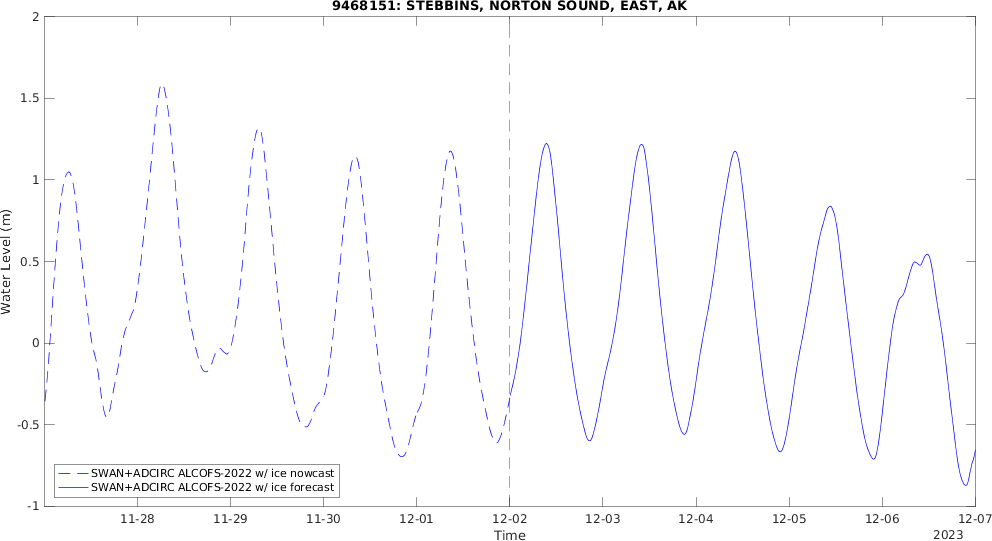 9468151: STEBBINS, NORTON SOUND, EAST, AK
Water Level (m)
2
1.5
1
0.5
0
-0.5
-1
SWAN+ADCIRC ALCOFS-2022 w/ ice nowcast
SWAN+ADCIRC ALCOFS-2022 w/ ice forecast
11-28 11-29 11-30 12-01 12-02 12-03 12-04 12-05 12-06 12-07
Time
2023